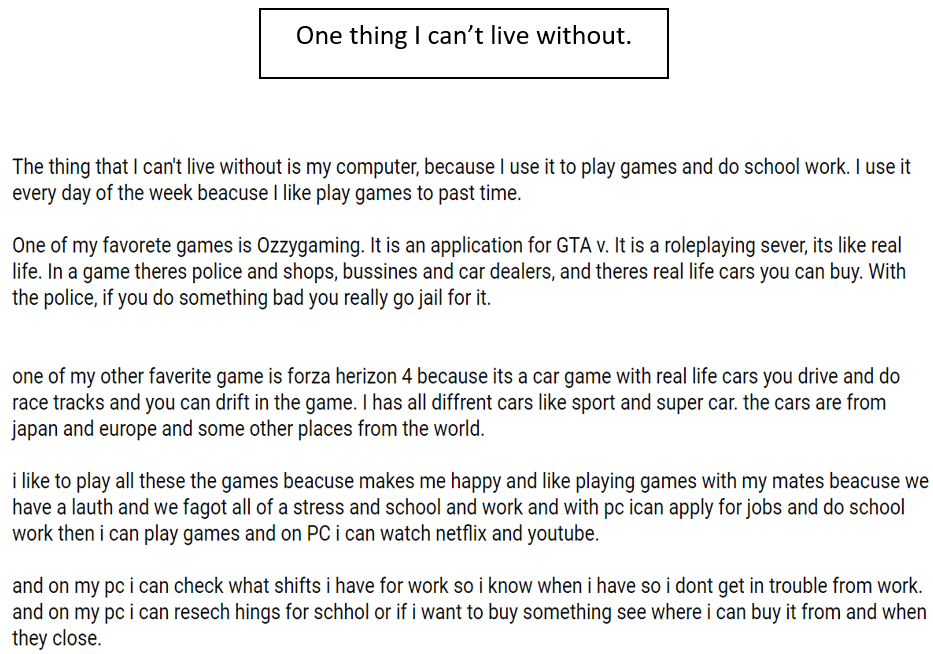 One thing I can’t live without.
The thing that I can't live without is my computer, because I use it to play games and do school work. I use it
every day of the week beacuse I like play games to past time.
One of my favorete games is Ozzygaming. It is an application for GTA v. It is a roleplaying sever, its like real
life. In a game theres police and shops, bussines and car dealers, and theres real life cars you can buy. With
the police, if you do something bad you really go jail for it.
one of my other faverite game is forza herizon 4 because its a car game with real life cars you drive and do
race tracks and you can drift in the game. I has all diffrent cars like sport and super car. the cars are from
japan and europe and some other places from the world.
i like to play all these the games beacuse makes me happy and like playing games with my mates beacuse we
have a lauth and we fagot all of a stress and school and work and with pc ican apply for jobs and do school
work then i can play games and on PC i can watch netflix and youtube.
and on my pc i can check what shifts i have for work so i know when i have so i dont get in trouble from work.
and on my pc i can resech hings for schhol or if i want to buy something see where i can buy it from and when
they close.